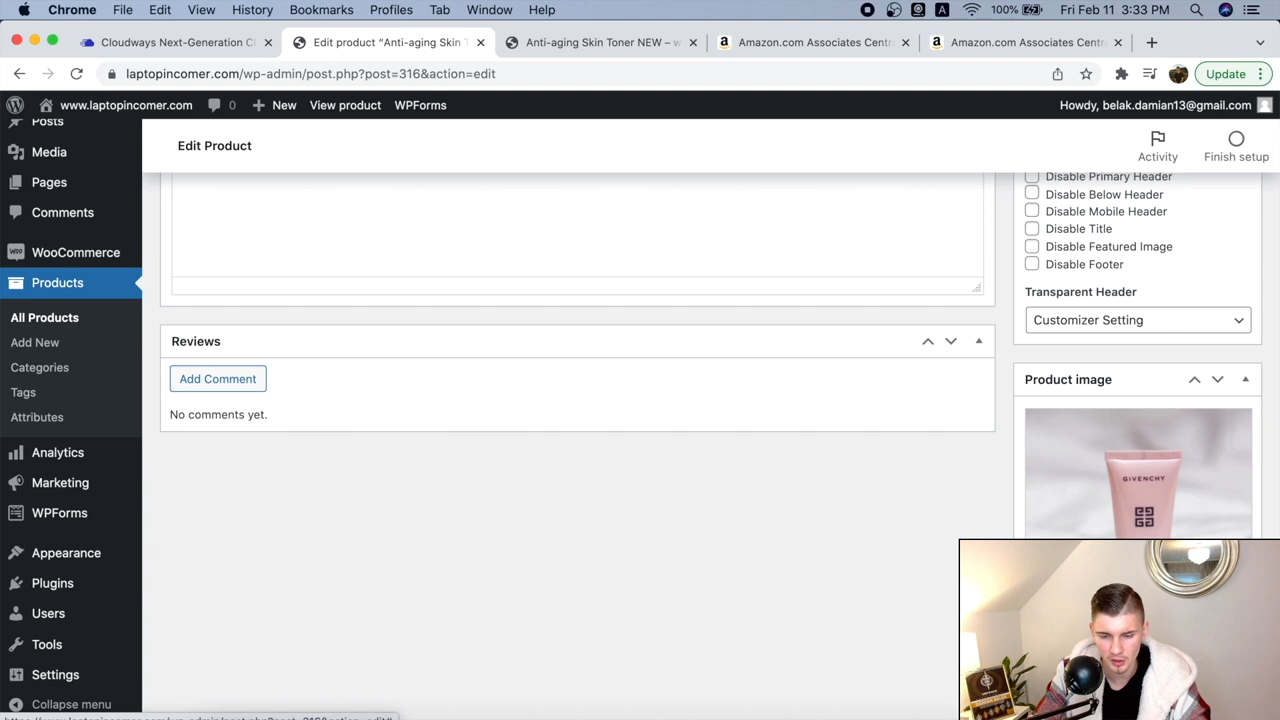 Chrome File Edit View History Bookmarks Profiles Tab Window Help 100% Fri Feb 11 3:33 PM
Cloudways Next-Generation Cl Edit product “Anti-aging Skin T Anti-aging Skin Toner NEW – w Amazon.com Associates Centr Amazon.com Associates Centr
laptopincomer.com/wp-admin/post.php?post=316&action=edit Update
www.laptopincomer.com 0 New View product WPForms Howdy, belak.damian13@gmail.com
Posts
Media
Pages
Comments
WooCommerce
Products
All Products
Add New
Categories
Tags
Attributes
Analytics
Marketing
WPForms
Appearance
Plugins
Users
Tools
Settings
Collapse menu
Edit Product
Activity
Finish setup
Reviews
Add Comment
No comments yet.
Disable Primary Header
Disable Below Header
Disable Mobile Header
Disable Title
Disable Featured Image
Disable Footer
Transparent Header
Customizer Setting
Product image
GIVENCHY